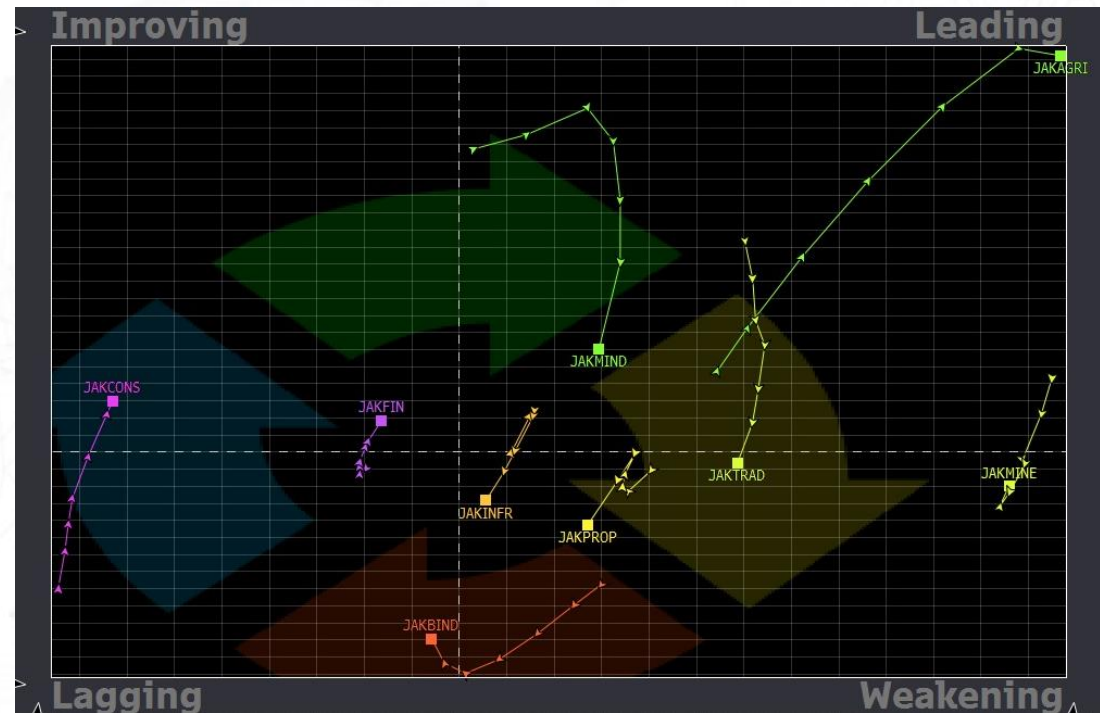 Improving
Leading
JAKAGRI
JAKMIND
JAKCONS
JAKFIN
JAKTRAD
JAKMINE
JAKINFR
JAKPROP
JAKBIND
Lagging
Weakening